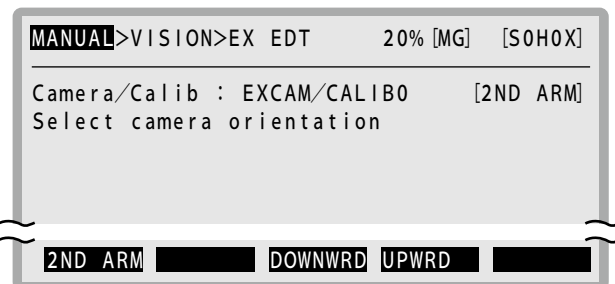 MANUAL>VISION>EX EDT 20% [MG] [S0H0X]
Camera/Calib : EXCAM/CALIB0 [2ND ARM]
Select camera orientation
2ND ARM DOWNWRD UPWRD